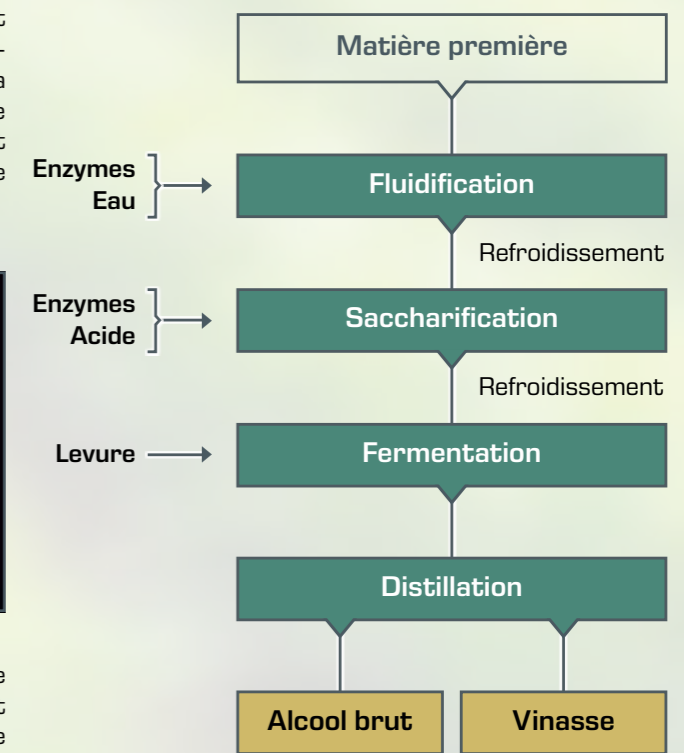 Matière première
Enzymes
Eau
Fluidification
Refroidissement
Enzymes
Acide
Saccharification
Refroidissement
Levure
Fermentation
Distillation
Alcool brut
Vinasse